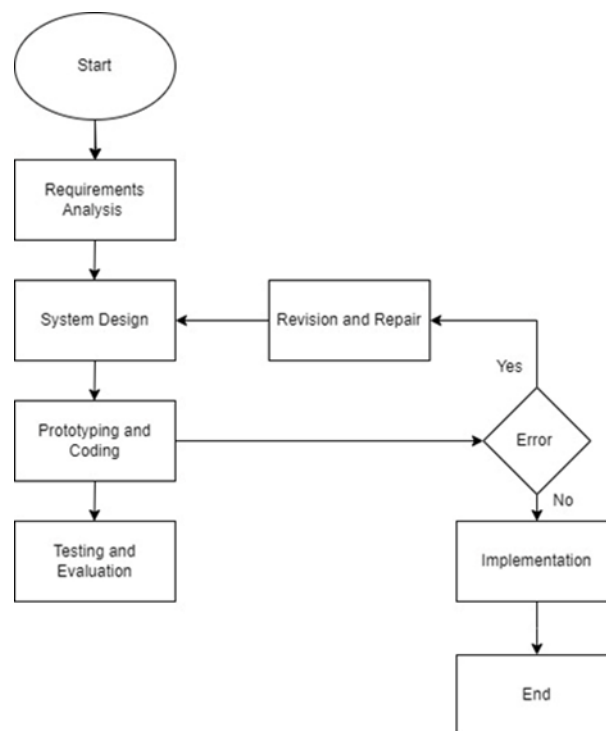 Start
Requirements
Analysis
System Design
Revision and Repair
Yes
Prototyping and
Coding
Error
No
Testing and
Evaluation
Implementation
End